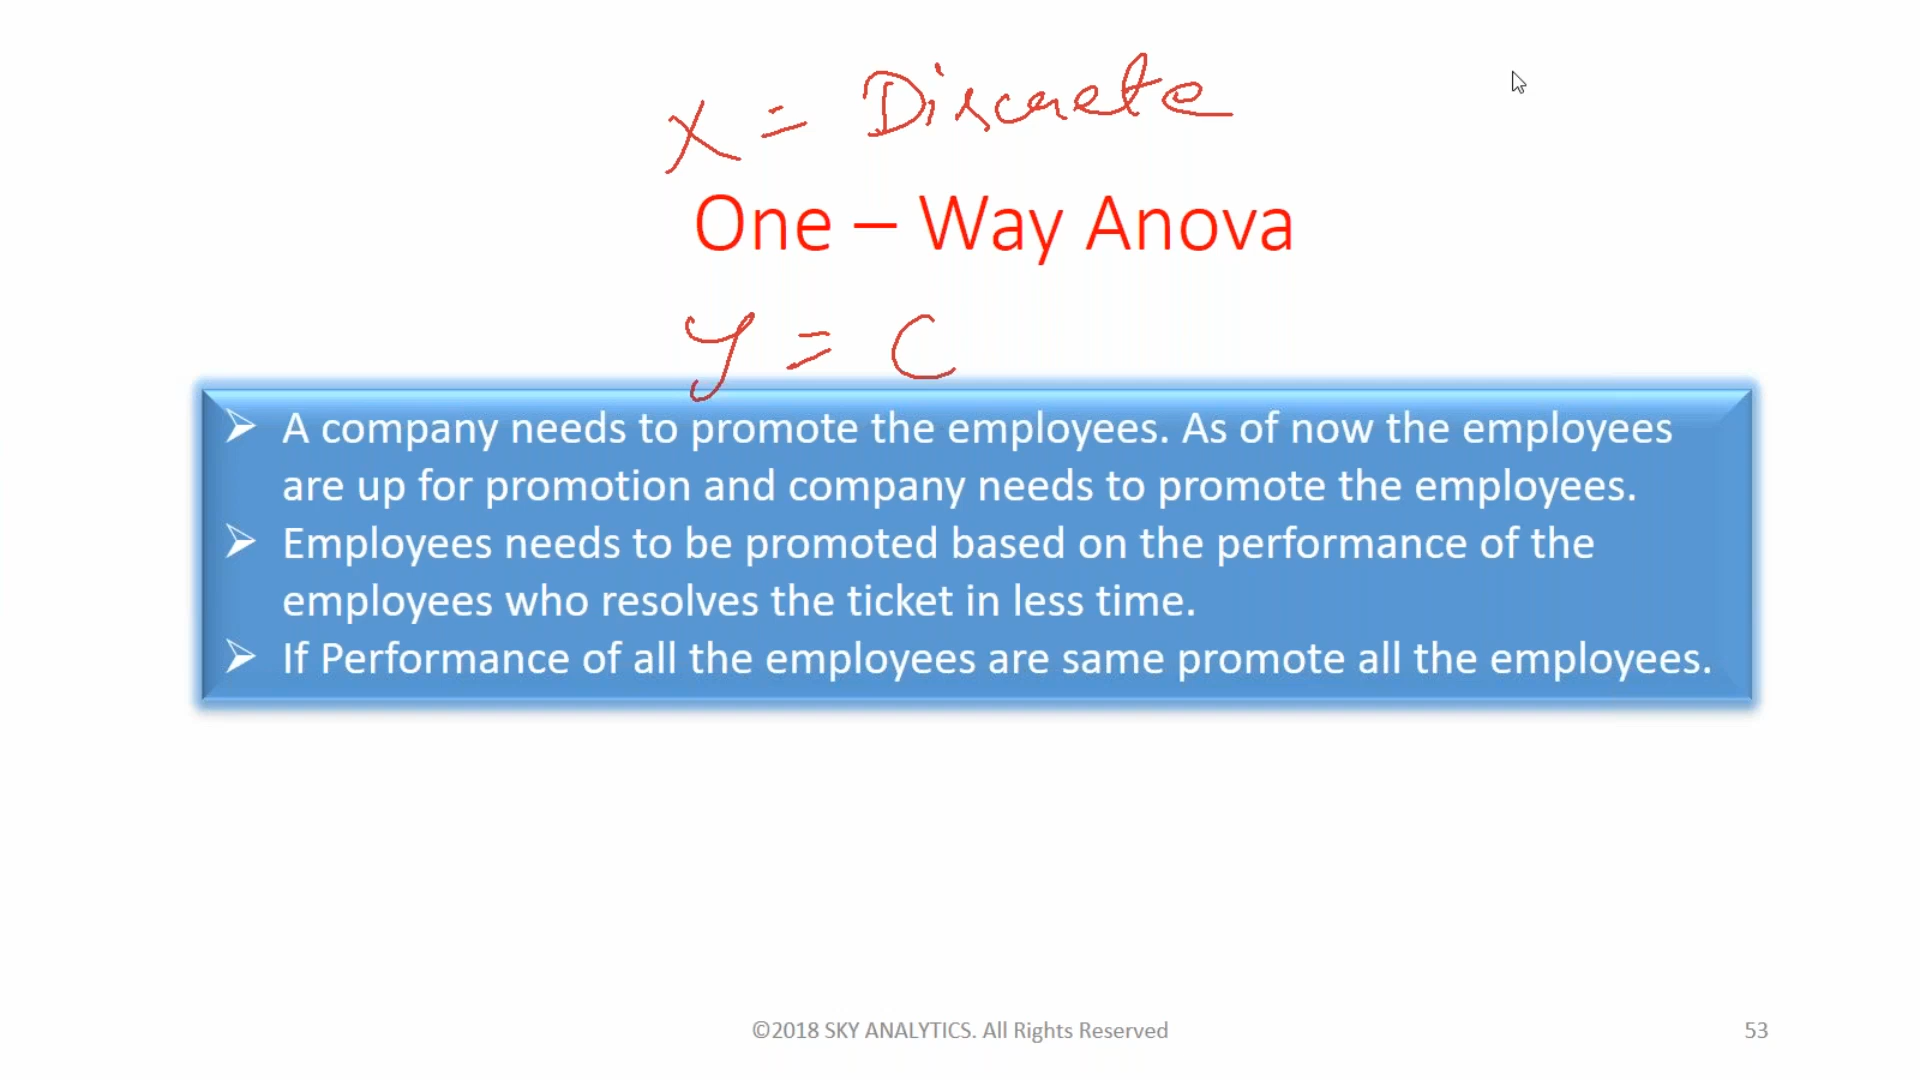 X = Discrete
One – Way Anova
y = C
➢ A company needs to promote the employees. As of now the employees
are up for promotion and company needs to promote the employees.
➢ Employees needs to be promoted based on the performance of the
employees who resolves the ticket in less time.
➢ If Performance of all the employees are same promote all the employees.
©2018 SKY ANALYTICS. All Rights Reserved
53